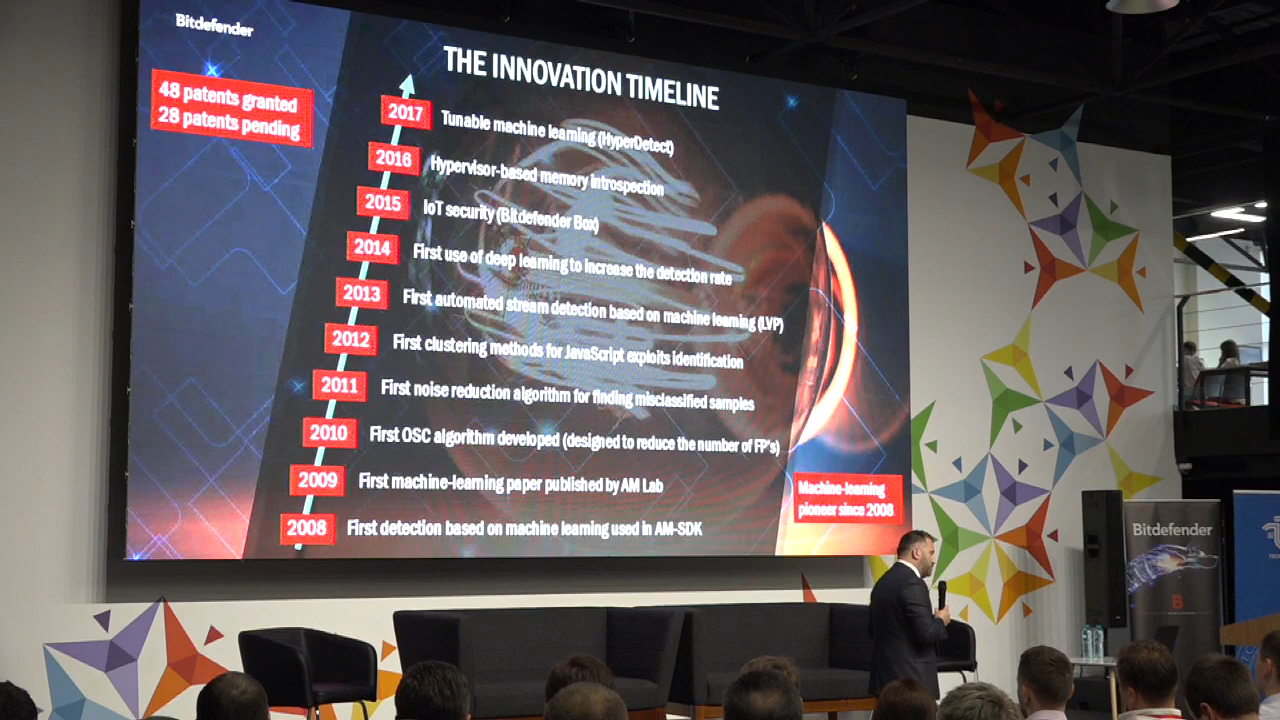 Bitdefender
THE INNOVATION TIMELINE
48 patents granted
28 patents pending
2017 Tunable machine learning (HyperDetect)
2016 Hypervisor-based memory introspection
2015 IoT security (Bitdefender Box)
2014 First use of deep learning to increase the detection rate
2013 First automated stream detection based on machine learning (LVP)
2012 First clustering methods for JavaScript exploits identification
2011 First noise reduction algorithm for finding misclassified samples
2010 First OSC algorithm developed (designed to reduce the number of FP's)
2009 First machine-learning paper published by AM Lab
2008 First detection based on machine learning used in AM-SDK
Machine-learning
pioneer since 2008
Bitdefender
B